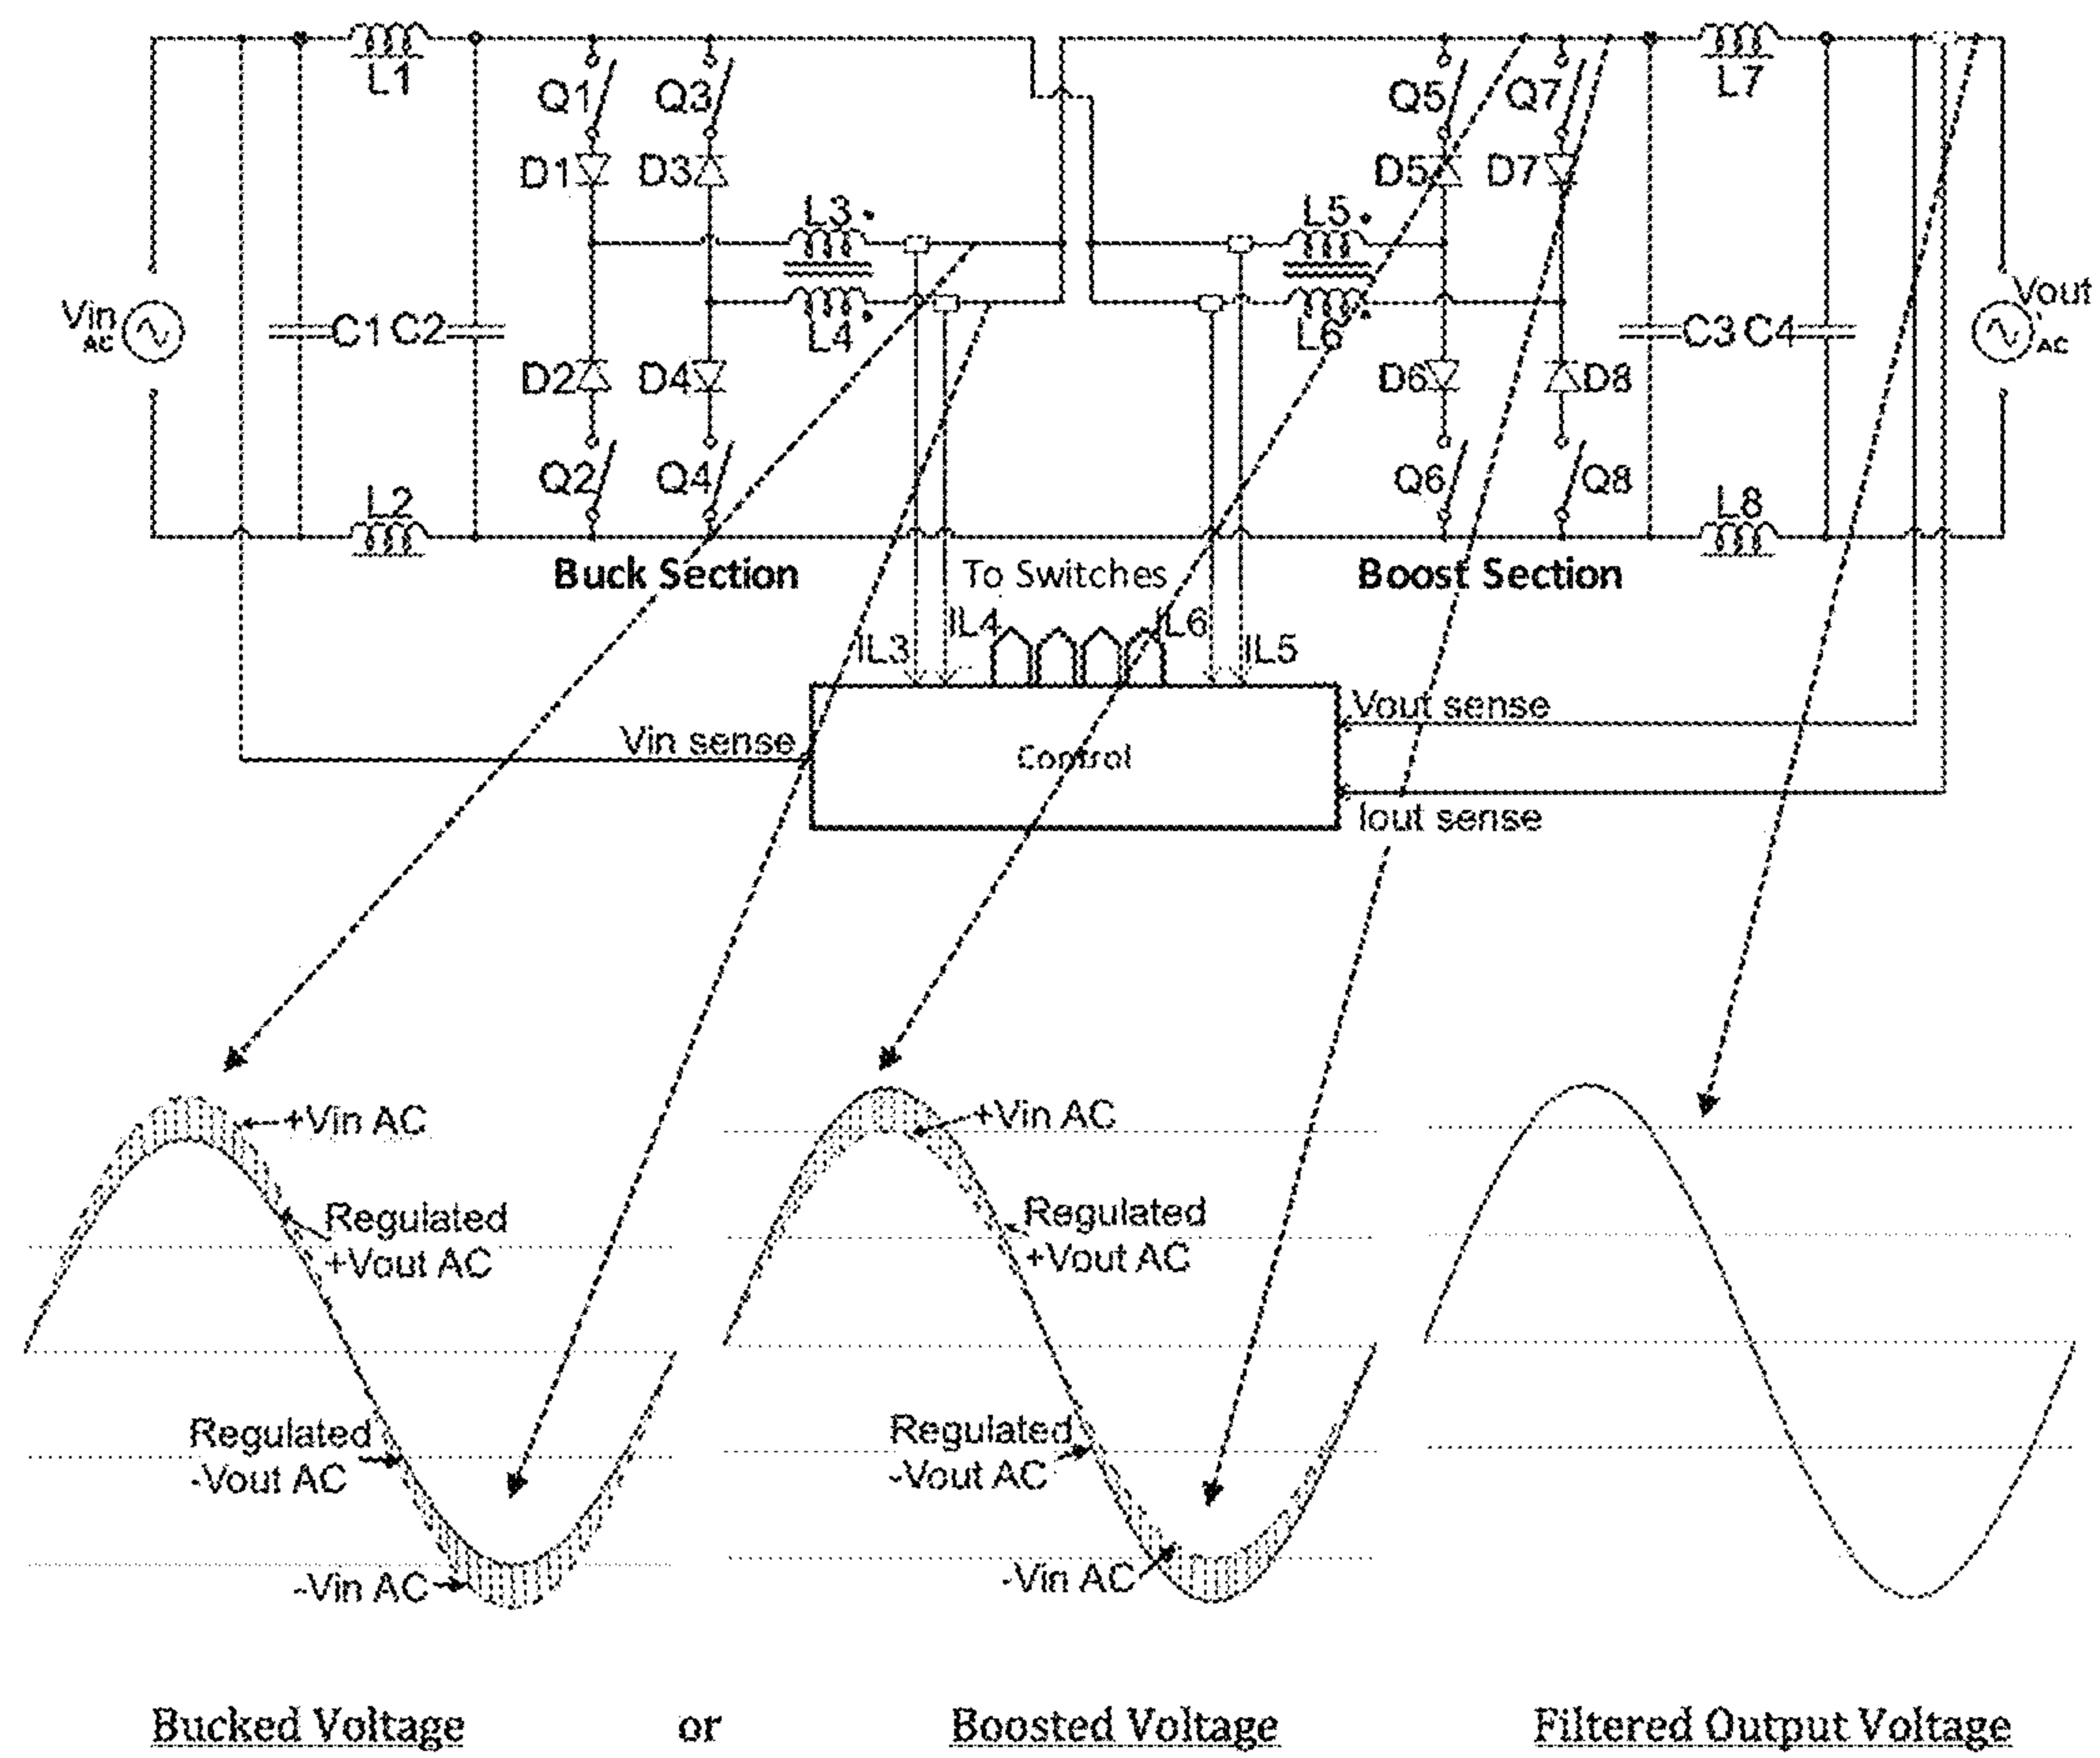 L1
Q1
Q3
Q5
Q7
L7
D1
D3
D5
D7
L3
L5
Vin
AC
C1
C2
L4
L6
C3
C4
Vout
AC
D2
D4
D6
D8
Q2
Q4
Q6
Q8
L2
L8
Buck Section
To Switches
Boost Section
IL3
IL4
IL6
IL5
Vin sense
Control
Vout sense
Iout sense
+Vin AC
Regulated
+Vout AC
Regulated
-Vout AC
-Vin AC
+Vin AC
Regulated
+Vout AC
Regulated
-Vout AC
-Vin AC
Bucked Voltage
or
Boosted Voltage
Filtered Output Voltage